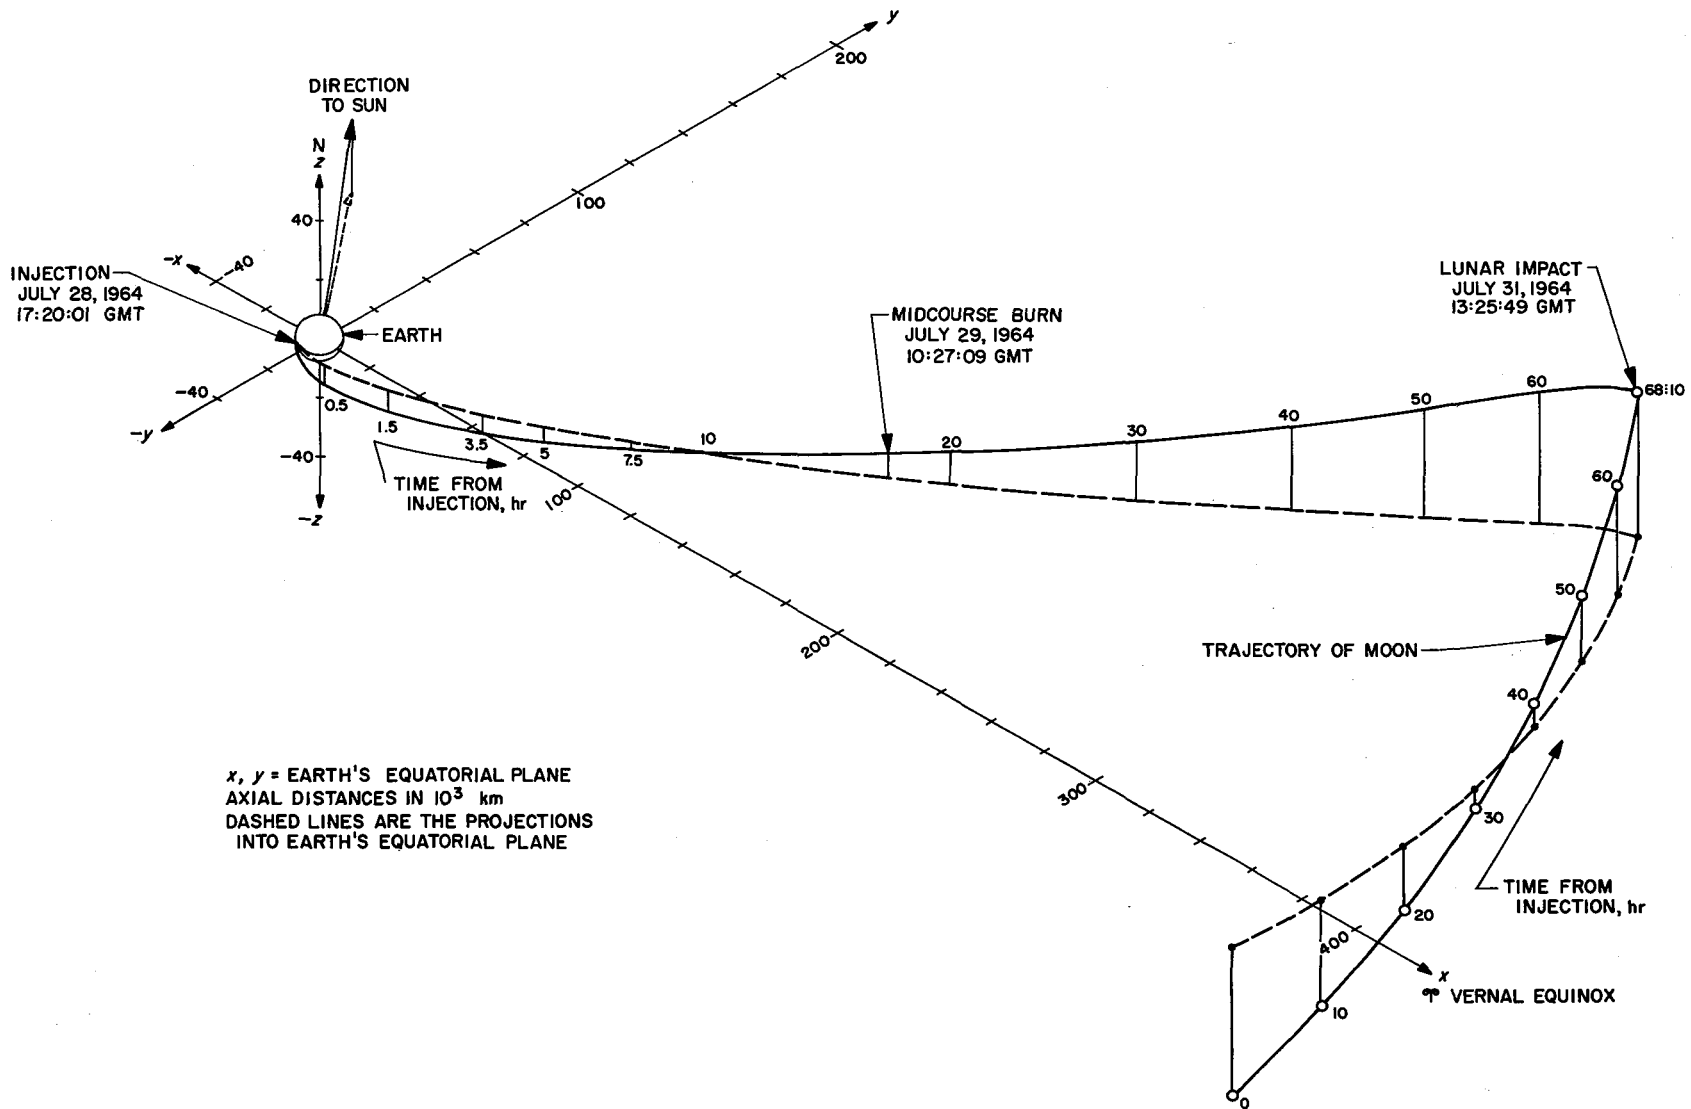 y
200
DIRECTION
TO SUN
N
z
40
100
-x
-40
INJECTION
JULY 28, 1964
17:20:01 GMT
EARTH
LUNAR IMPACT
JULY 31, 1964
13:25:49 GMT
MIDCOURSE BURN
JULY 29, 1964
10:27:09 GMT
-40
-y
0.5
1.5
3.5
5
7.5
10
20
30
40
50
60
68:10
-40
-z
TIME FROM
INJECTION, hr
100
60
50
200
TRAJECTORY OF MOON
40
300
30
x, y = EARTH'S EQUATORIAL PLANE
AXIAL DISTANCES IN 10³ km
DASHED LINES ARE THE PROJECTIONS
INTO EARTH'S EQUATORIAL PLANE
TIME FROM
INJECTION, hr
20
400
x
♈ VERNAL EQUINOX
10
0